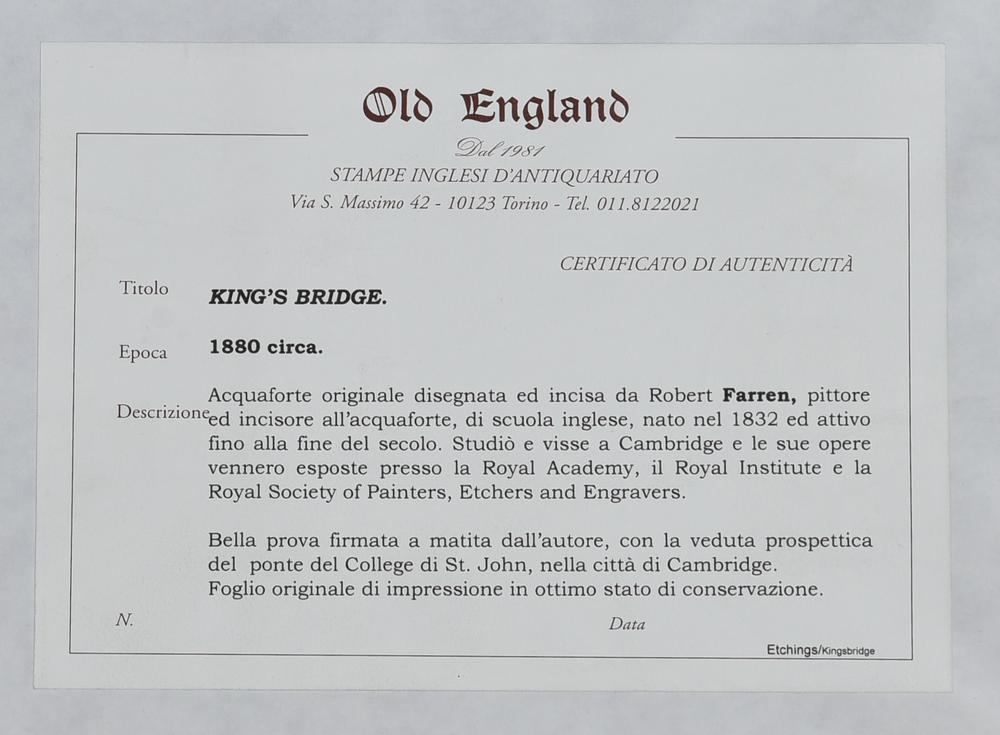 Old England
Dal 1981
STAMPE INGLESI D'ANTIQUARIATO
Via S. Massimo 42 - 10123 Torino - Tel. 011.8122021
CERTIFICATO DI AUTENTICITÀ
Titolo KING'S BRIDGE.
Epoca 1880 circa.
Descrizione
Acquaforte originale disegnata ed incisa da Robert Farren, pittore
ed incisore all'acquaforte, di scuola inglese, nato nel 1832 ed attivo
fino alla fine del secolo. Studiò e visse a Cambridge e le sue opere
vennero esposte presso la Royal Academy, il Royal Institute e la
Royal Society of Painters, Etchers and Engravers.
Bella prova firmata a matita dall'autore, con la veduta prospettica
del ponte del College di St. John, nella città di Cambridge.
Foglio originale di impressione in ottimo stato di conservazione.
N. Data
Etchings/Kingsbridge